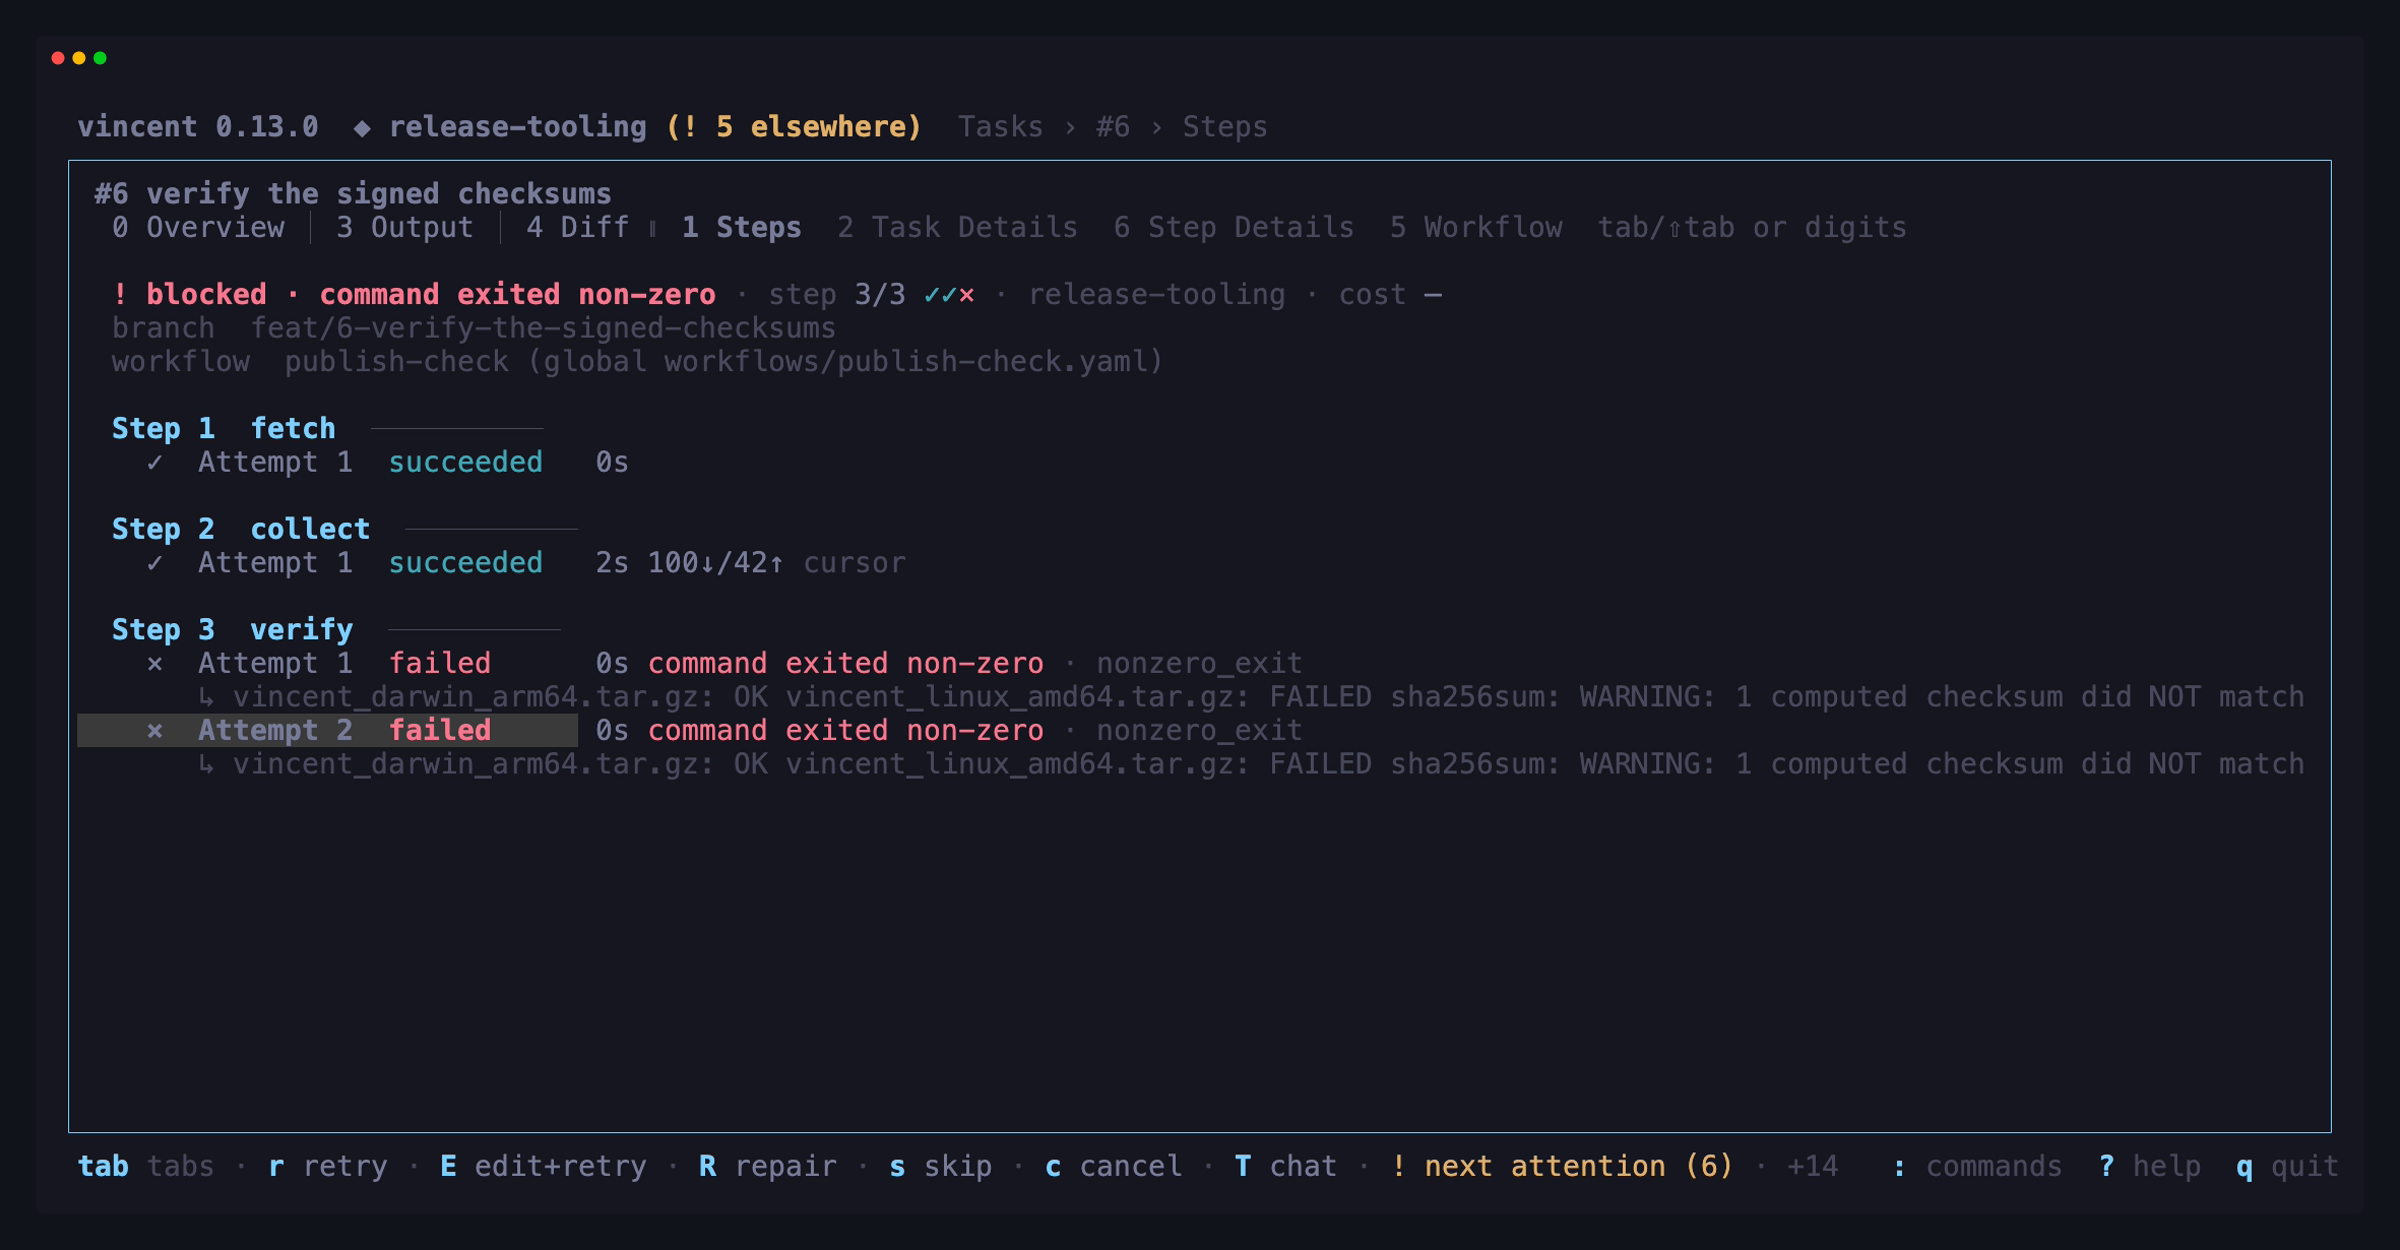 vincent 0.13.0 ◆ release-tooling (! 5 elsewhere) Tasks › #6 › Steps
#6 verify the signed checksums
0 Overview │ 3 Output │ 4 Diff ‖ 1 Steps 2 Task Details 6 Step Details 5 Workflow tab/⇧tab or digits
! blocked · command exited non-zero · step 3/3 ✓✓× · release-tooling · cost —
branch feat/6-verify-the-signed-checksums
workflow publish-check (global workflows/publish-check.yaml)
Step 1 fetch
✓ Attempt 1 succeeded 0s
Step 2 collect
✓ Attempt 1 succeeded 2s 100↓/42↑ cursor
Step 3 verify
× Attempt 1 failed 0s command exited non-zero · nonzero_exit
↳ vincent_darwin_arm64.tar.gz: OK vincent_linux_amd64.tar.gz: FAILED sha256sum: WARNING: 1 computed checksum did NOT match
× Attempt 2 failed 0s command exited non-zero · nonzero_exit
↳ vincent_darwin_arm64.tar.gz: OK vincent_linux_amd64.tar.gz: FAILED sha256sum: WARNING: 1 computed checksum did NOT match
tab tabs · r retry · E edit+retry · R repair · s skip · c cancel · T chat · ! next attention (6) · +14 : commands ? help q quit